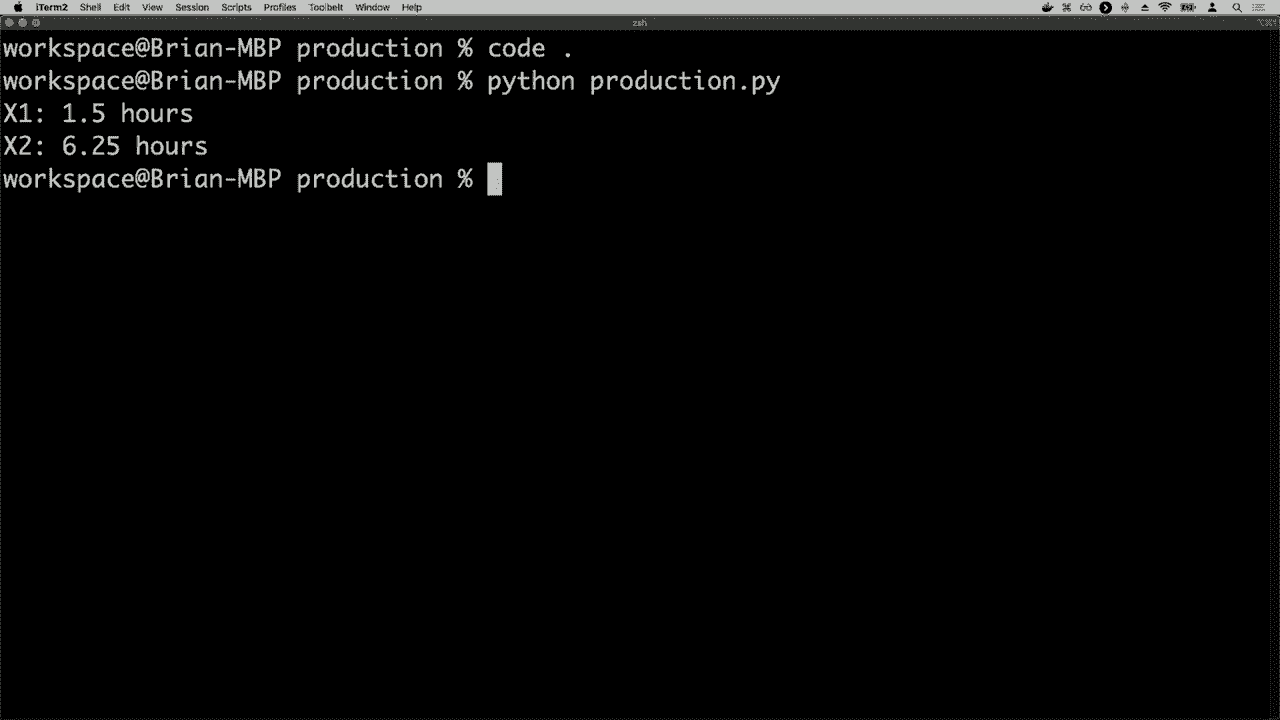 iTerm2 Shell Edit View Session Scripts Profiles Toolbelt Window Help
zsh
workspace@Brian-MBP production % code .
workspace@Brian-MBP production % python production.py
X1: 1.5 hours
X2: 6.25 hours
workspace@Brian-MBP production %